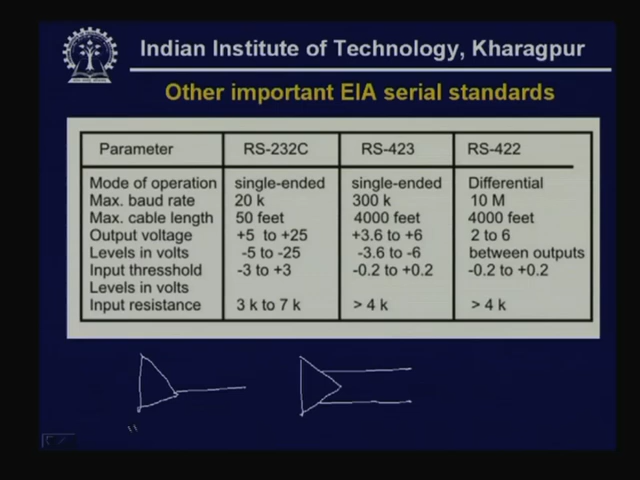 Indian Institute of Technology, Kharagpur
Other important EIA serial standards
Parameter RS-232C RS-423 RS-422
Mode of operation single-ended single-ended Differential
Max. baud rate 20 k 300 k 10 M
Max. cable length 50 feet 4000 feet 4000 feet
Output voltage +5 to +25 +3.6 to +6 2 to 6
Levels in volts -5 to -25 -3.6 to -6 between outputs
Input thresshold -3 to +3 -0.2 to +0.2 -0.2 to +0.2
Levels in volts
Input resistance 3 k to 7 k > 4 k > 4 k